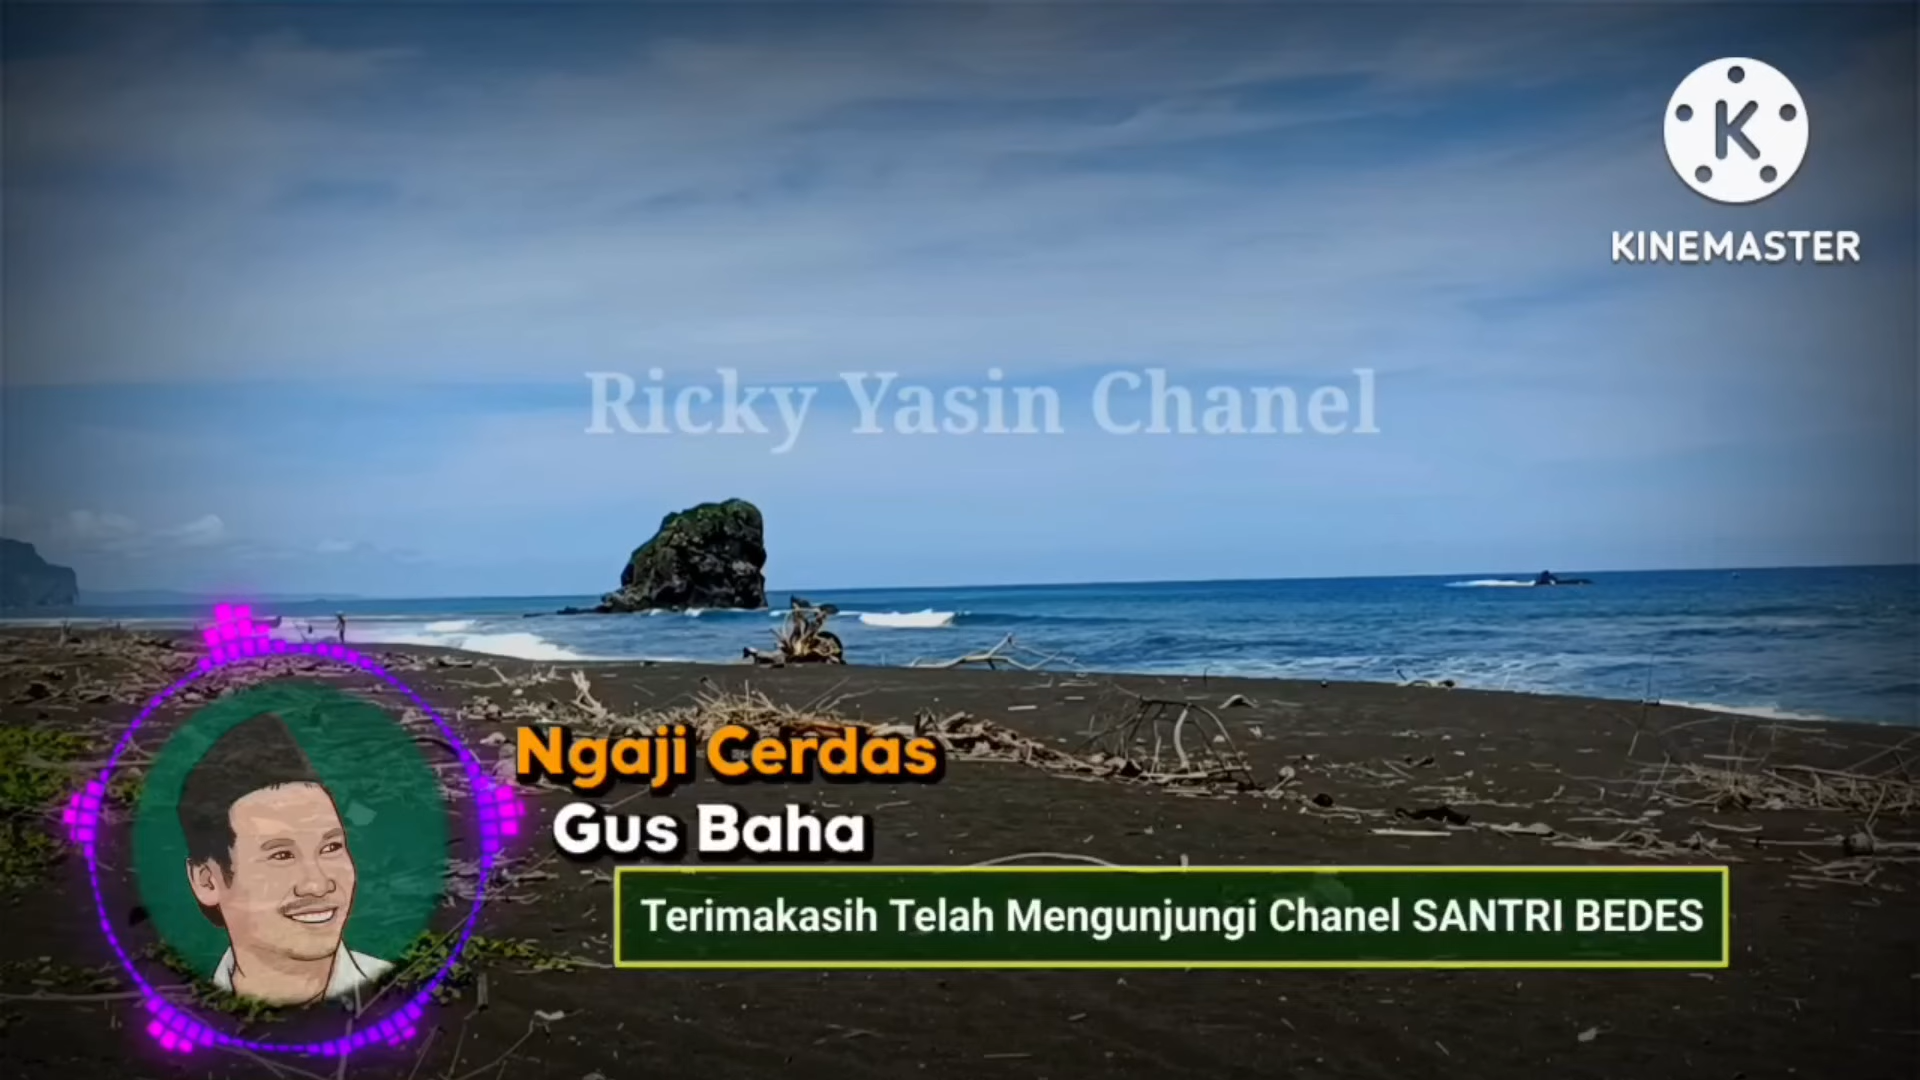 K
KINEMASTER
Ricky Yasin Chanel
Ngaji Cerdas
Gus Baha
Terimakasih Telah Mengunjungi Chanel SANTRI BEDES